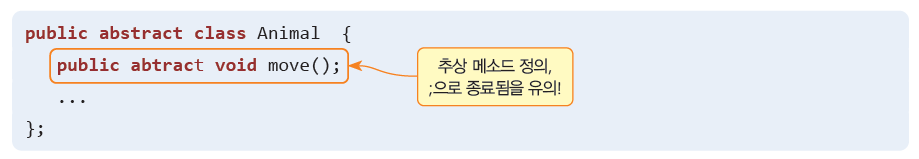 public abstract class Animal {
public abtract void move();
추상 메소드 정의,
;으로 종료됨을 유의!
...
};